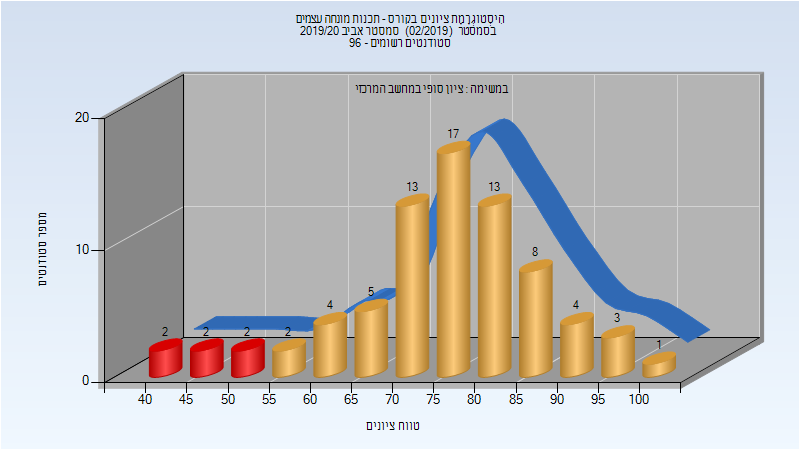 היסטוגרמת ציונים בקורס - תכנות מונחה עצמים
בסמסטר (02/2019) סמסטר אביב 2019/20
סטודנטים רשומים - 96
במשימה : ציון סופי במחשב המרכזי
מספר סטודנטים
20
10
0
2
2
2
2
4
5
13
17
13
8
4
3
1
40 45 50 55 60 65 70 75 80 85 90 95 100
טווח ציונים